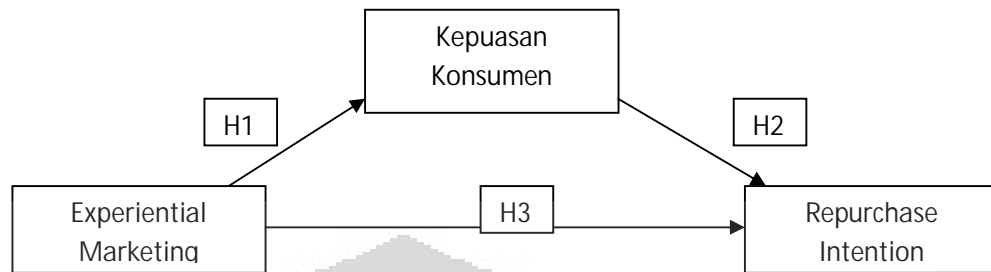 Kepuasan
Konsumen
H1
H2
H3
Experiential
Marketing
Repurchase
Intention